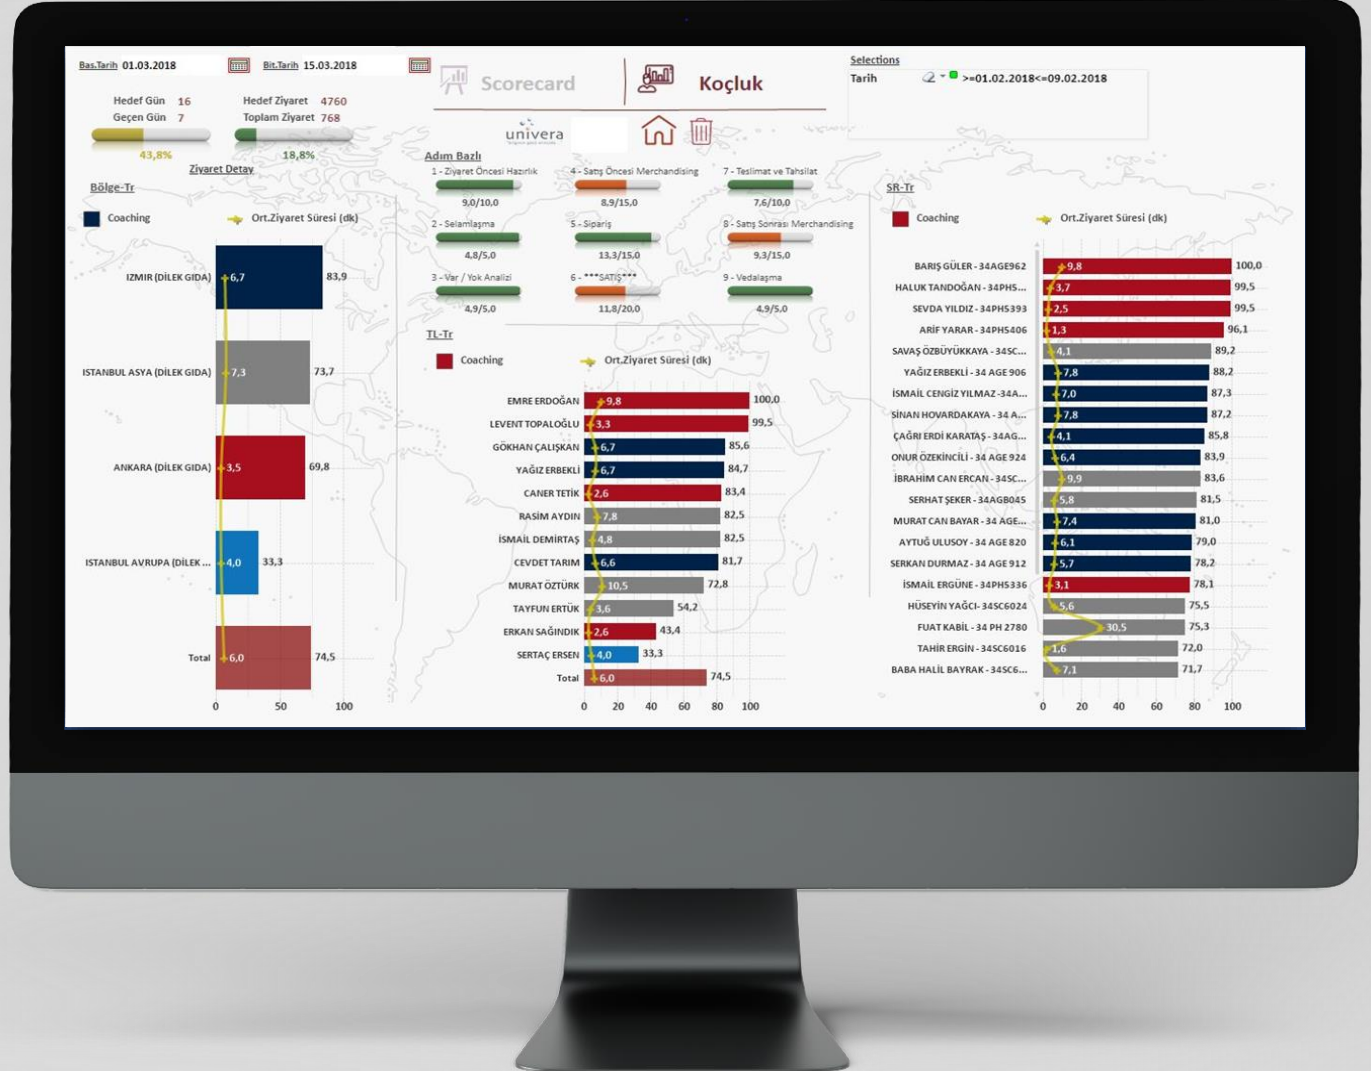 Bas.Tarih 01.03.2018
Bit.Tarih 15.03.2018
Hedef Gün 16
Geçen Gün 7
43,8%
Hedef Ziyaret 4760
Toplam Ziyaret 768
18,8%
Ziyaret Detay
Scorecard
Koçluk
univera
Selections
Tarih >=01.02.2018<=09.02.2018
Adım Bazlı
1 - Ziyaret Öncesi Hazırlık
9,0/10,0
4 - Satış Öncesi Merchandising
8,9/15,0
7 - Teslimat ve Tahsilat
7,6/10,0
2 - Selamlaşma
4,8/5,0
5 - Sipariş
13,3/15,0
8 - Satış Sonrası Merchandising
9,3/15,0
3 - Var / Yok Analizi
4,9/5,0
6 - ***SATIŞ***
11,8/20,0
9 - Vedalaşma
4,9/5,0
Bölge-Tr
Coaching
Ort.Ziyaret Süresi (dk)
IZMIR (DİLEK GIDA) 6,7 83,9
ISTANBUL ASYA (DİLEK GIDA) 7,3 73,7
ANKARA (DİLEK GIDA) 3,5 69,8
ISTANBUL AVRUPA (DİLEK ... 4,0 33,3
Total 6,0 74,5
0 50 100
TL-Tr
Coaching
Ort.Ziyaret Süresi (dk)
EMRE ERDOĞAN 9,8 100,0
LEVENT TOPALOĞLU 3,3 99,5
GÖKHAN ÇALIŞKAN 6,7 85,6
YAĞIZ ERBEKLİ 6,7 84,7
CANER TETİK 2,6 83,4
RASİM AYDIN 7,8 82,5
İSMAİL DEMİRTAŞ 4,8 82,5
CEVDET TARIM 6,6 81,7
MURAT ÖZTÜRK 10,5 72,8
TAYFUN ERTÜK 3,6 54,2
ERKAN SAĞINDIK 2,6 43,4
SERTAÇ ERSEN 4,0 33,3
Total 6,0 74,5
0 20 40 60 80 100
SR-Tr
Coaching
Ort.Ziyaret Süresi (dk)
BARIŞ GÜLER - 34AGE962 9,8 100,0
HALUK TANDOĞAN - 34PH5... 3,7 99,5
SEVDA YILDIZ - 34PHS393 2,5 99,5
ARİF YARAR - 34PHS406 1,3 96,1
SAVAŞ ÖZBÜYÜKKAYA - 34SC... 4,1 89,2
YAĞIZ ERBEKLİ - 34 AGE 906 7,8 88,2
İSMAİL CENGİZ YILMAZ -34A... 7,0 87,3
SİNAN HOVARDAKAYA - 34 A... 7,8 87,2
ÇAĞRI ERDİ KARATAŞ - 34AG... 4,1 85,8
ONUR ÖZEKİNCİLİ - 34 AGE 924 6,4 83,9
İBRAHİM CAN ERCAN - 34SC... 9,9 83,6
SERHAT ŞEKER - 34AGB045 5,8 81,5
MURAT CAN BAYAR - 34 AGE... 7,4 81,0
AYTUĞ ULUSOY - 34 AGE 820 6,1 79,0
SERKAN DURMAZ - 34 AGE 912 5,7 78,2
İSMAİL ERGÜNE - 34PHS336 3,1 78,1
HÜSEYİN YAĞCI- 34SC6024 5,6 75,5
FUAT KABİL - 34 PH 2780 30,5 75,3
TAHİR ERGİN - 34SC6016 1,6 72,0
BABA HALİL BAYRAK - 34SC6... 7,1 71,7
0 20 40 60 80 100